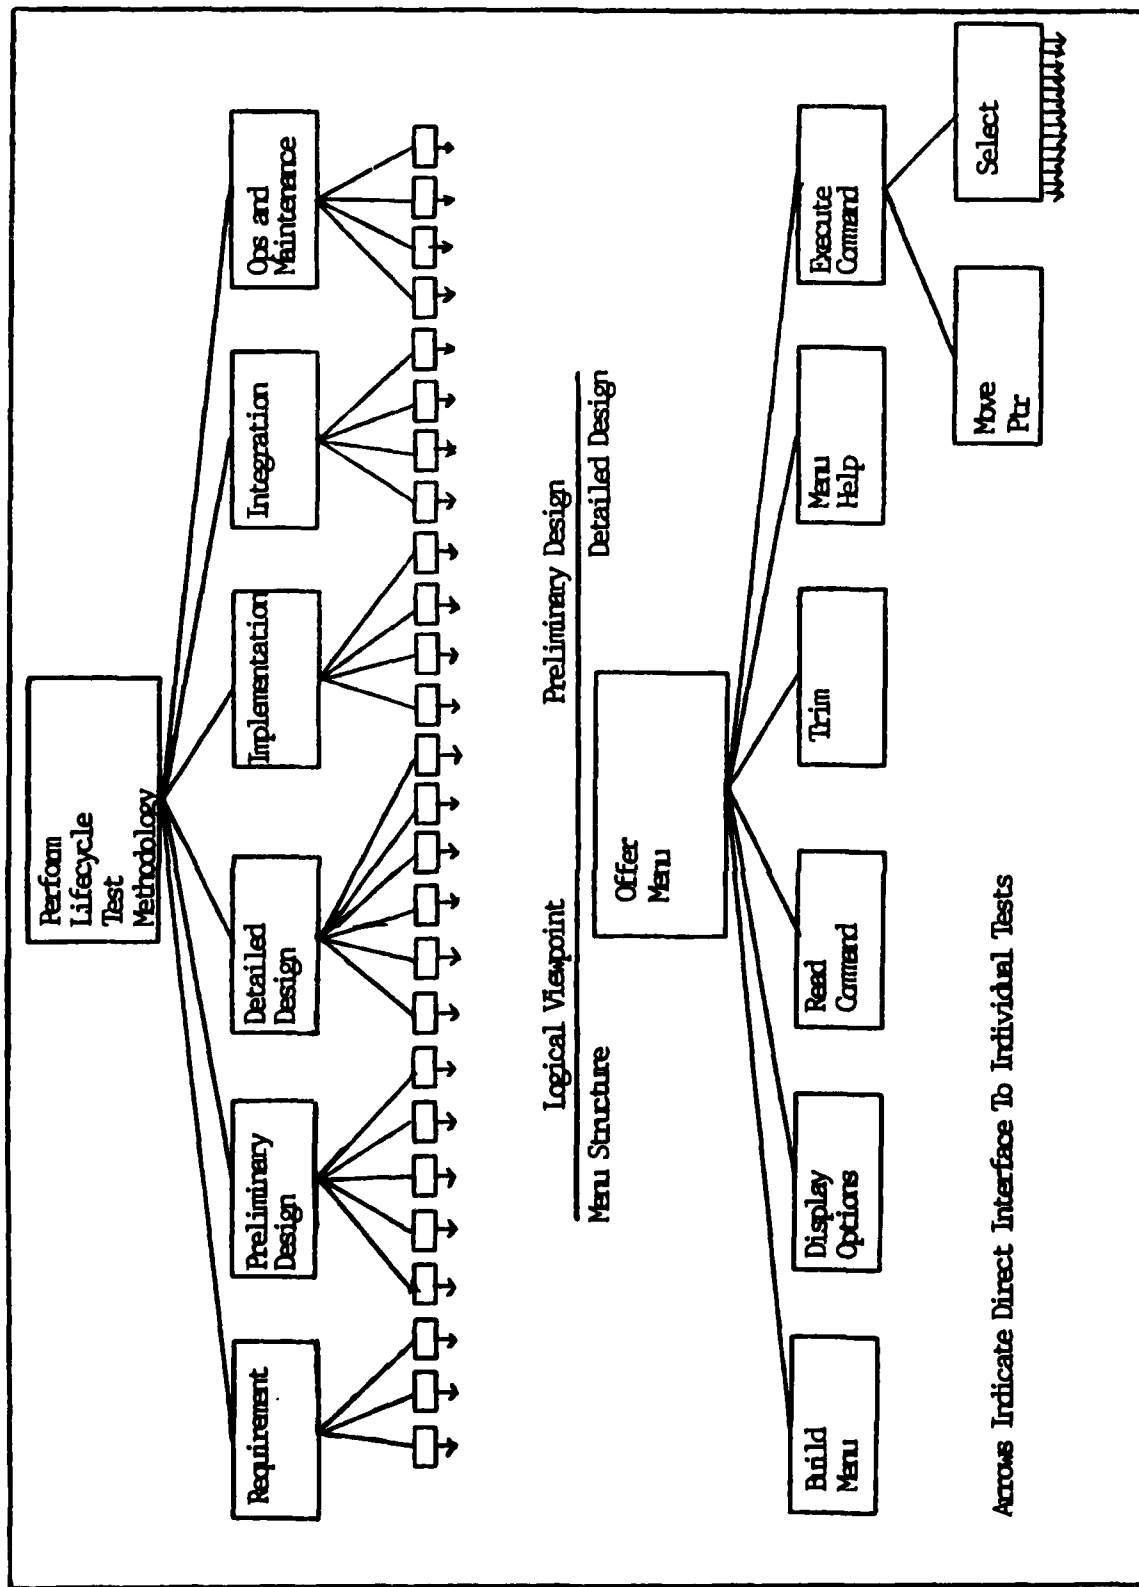 Perform
Lifecycle
Test
Methodology
Requirement
Preliminary
Design
Detailed
Design
Implementation
Integration
Ops and
Maintenance
Logical Viewpoint
Preliminary Design
Menu Structure
Detailed Design
Offer
Menu
Build
Menu
Display
Options
Read
Command
Trim
Menu
Help
Execute
Command
Move
Ptr
Select
Arrows Indicate Direct Interface To Individual Tests